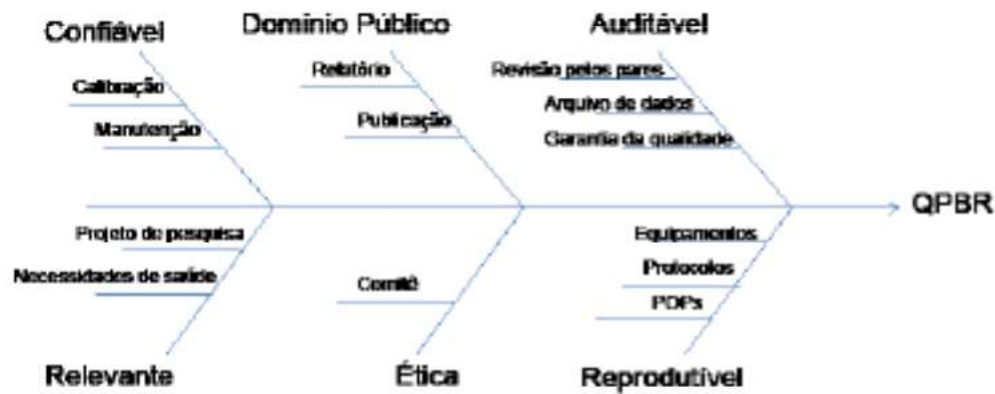 Confiável
Domínio Público
Auditável
Calibração
Manutenção
Relatório
Publicação
Revisão pelos pares
Arquivo de dados
Garantia da qualidade
QPBR
Projeto de pesquisa
Necessidades de saúde
Comitê
Equipamentos
Protocolos
POPs
Relevante
Ética
Reprodutível